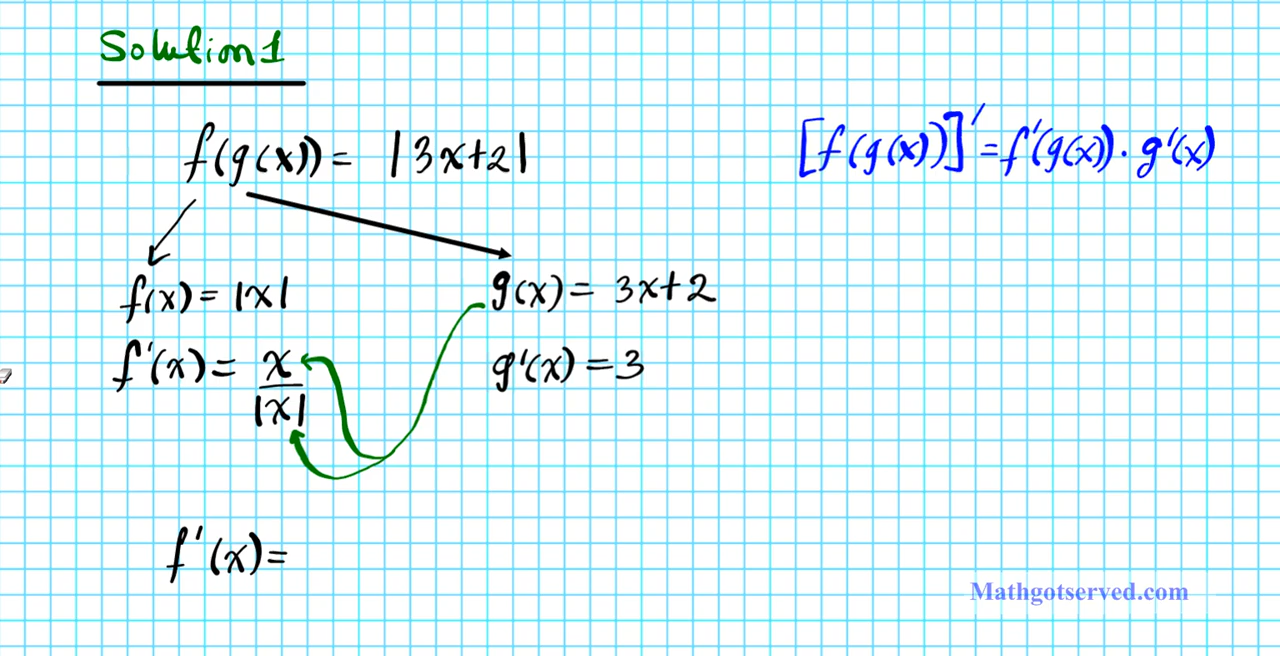 Solution 1
f(g(x)) = |3x+2|
[f(g(x))]' = f'(g(x)) · g'(x)
f(x) = |x|
g(x) = 3x+2
f'(x) = x/|x|
g'(x) = 3
f'(x) =
Mathgotserved.com